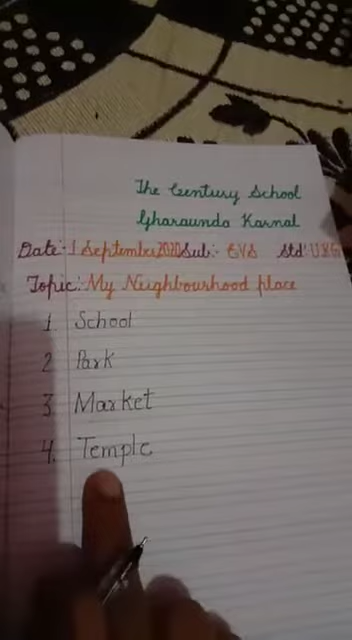 The Century School
Gharaunda Karnal
Date:- 1 September 2020 Sub:- EVS Std: U.K.G
Topic:- My Neighbourhood place
1. School
2. Park
3. Market
4. Temple